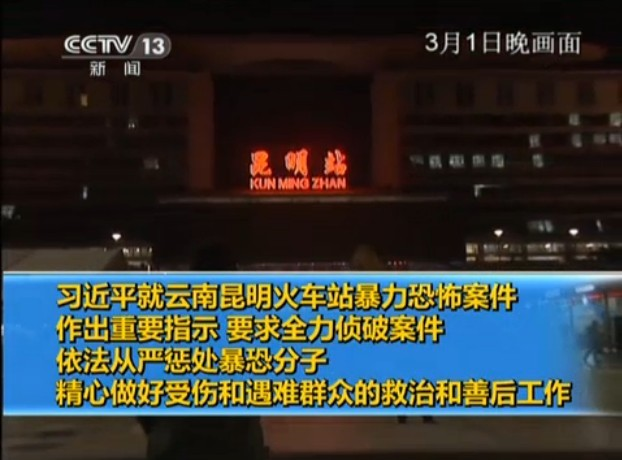 CCTV 13
新闻
3月1日晚画面
昆明站
KUN MING ZHAN
习近平就云南昆明火车站暴力恐怖案件
作出重要指示 要求全力侦破案件
依法从严惩处暴恐分子
精心做好受伤和遇难群众的救治和善后工作